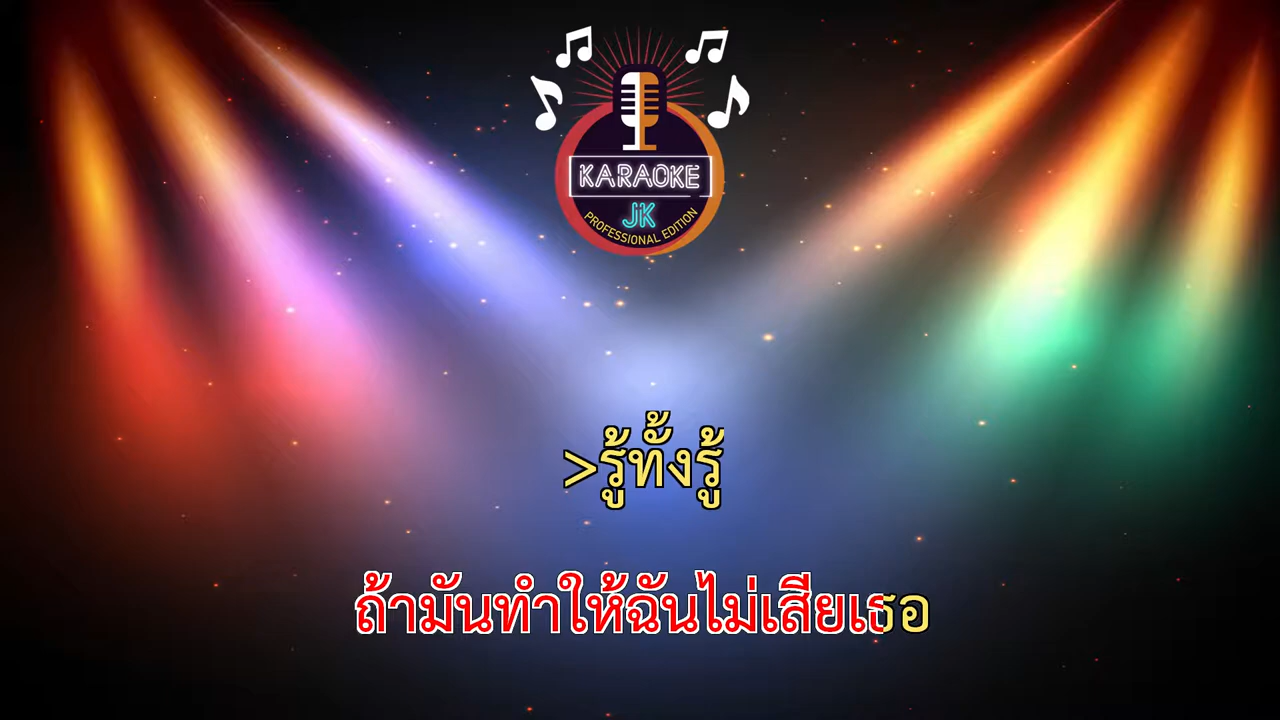 KARAOKE
JK
PROFESSIONAL EDITION
>รู้ทั้งรู้
ถ้ามันทำให้ฉันไม่เสียเธอ